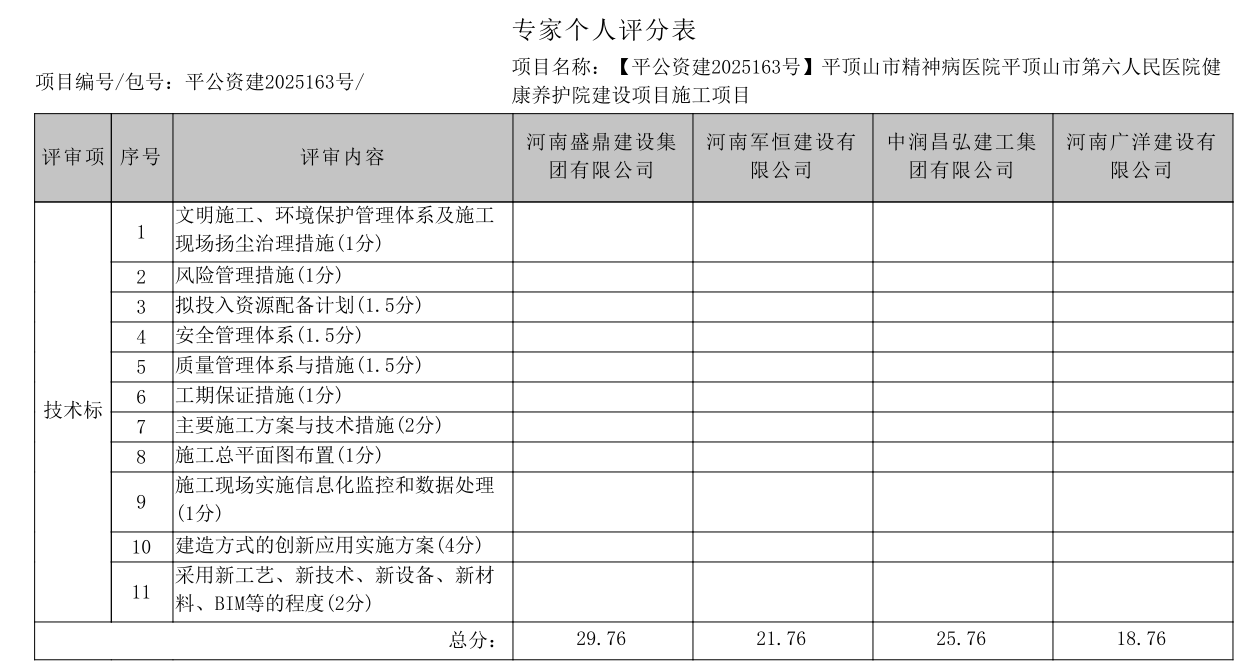 专家个人评分表
项目编号/包号：平公资建2025163号/
项目名称：【平公资建2025163号】平顶山市精神病医院平顶山市第六人民医院健
康养护院建设项目施工项目
评审项 序号 评审内容 河南盛鼎建设集 河南军恒建设有 中润昌弘建工集 河南广洋建设有
团有限公司 限公司 团有限公司 限公司
技术标
1 文明施工、环境保护管理体系及施工
现场扬尘治理措施(1分)
2 风险管理措施(1分)
3 拟投入资源配备计划(1.5分)
4 安全管理体系(1.5分)
5 质量管理体系与措施(1.5分)
6 工期保证措施(1分)
7 主要施工方案与技术措施(2分)
8 施工总平面图布置(1分)
9 施工现场实施信息化监控和数据处理
(1分)
10 建造方式的创新应用实施方案(4分)
11 采用新工艺、新技术、新设备、新材
料、BIM等的程度(2分)
总分： 29.76 21.76 25.76 18.76